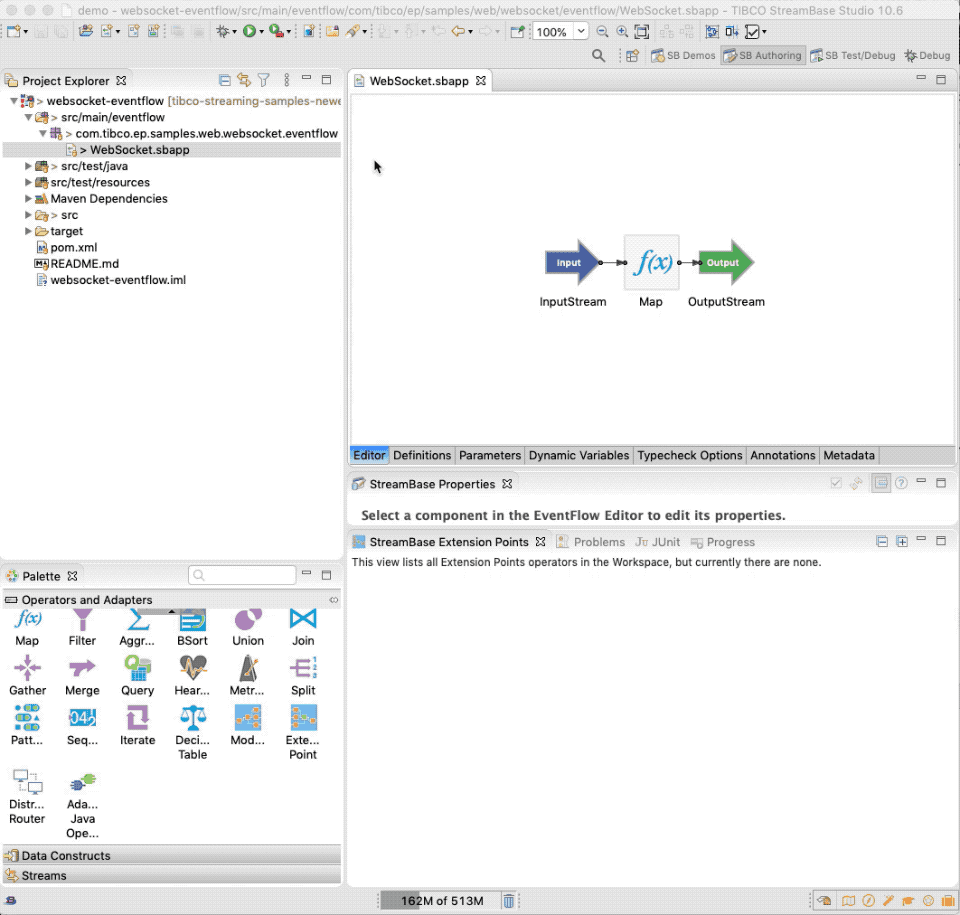 demo - websocket-eventflow/src/main/eventflow/com/tibco/ep/samples/web/websocket/eventflow/WebSocket.sbapp - TIBCO StreamBase Studio 10.6
100%
SB Demos
SB Authoring
SB Test/Debug
Debug
Project Explorer
> websocket-eventflow [tibco-streaming-samples-newe
> src/main/eventflow
> com.tibco.ep.samples.web.websocket.eventflow
> WebSocket.sbapp
> src/test/java
src/test/resources
Maven Dependencies
> src
target
pom.xml
README.md
websocket-eventflow.iml
WebSocket.sbapp
Input
f(x)
Output
InputStream
Map
OutputStream
Editor
Definitions
Parameters
Dynamic Variables
Typecheck Options
Annotations
Metadata
StreamBase Properties
Select a component in the EventFlow Editor to edit its properties.
StreamBase Extension Points
Problems
JUnit
Progress
This view lists all Extension Points operators in the Workspace, but currently there are none.
Palette
Operators and Adapters
f(x)
Map
Filter
Aggr...
BSort
Union
Join
Gather
Merge
Query
Hear...
Metr...
Split
Patt...
Seq...
Iterate
Deci...
Table
Mod...
Exte...
Point
Distr...
Router
Ada...
Java
Ope...
Data Constructs
Streams
162M of 513M